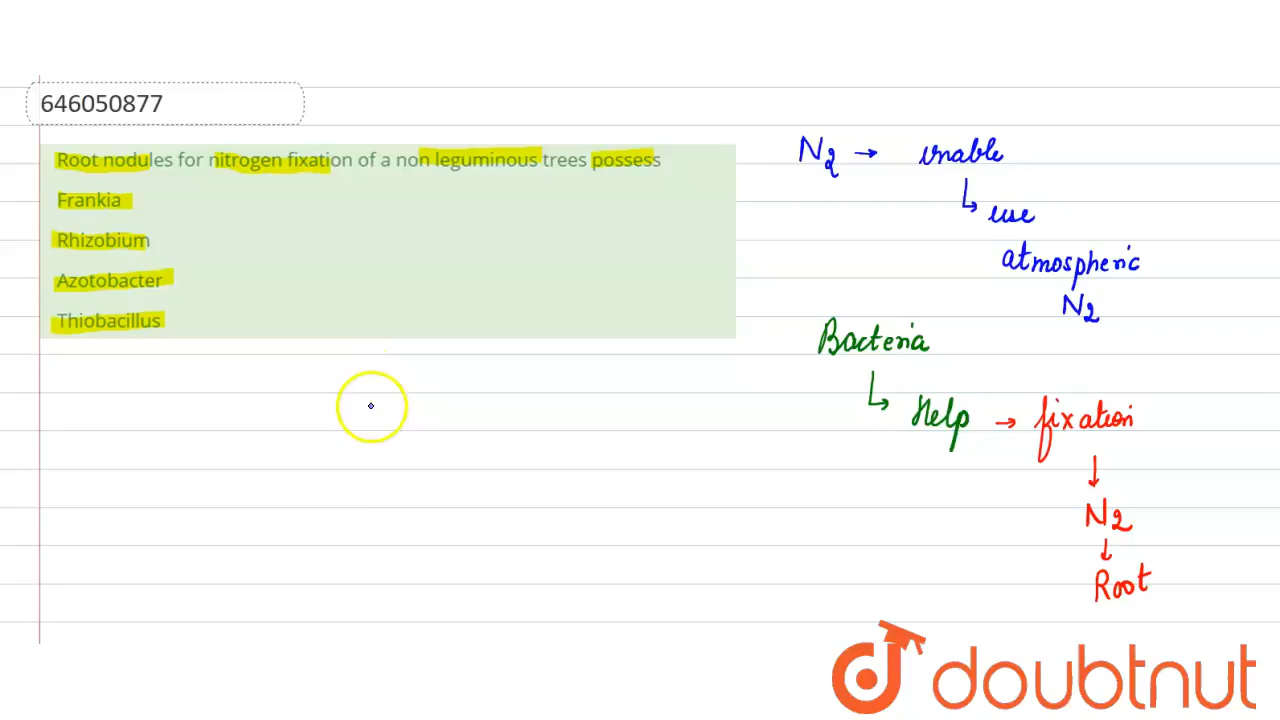 646050877
Root nodules for nitrogen fixation of a non leguminous trees possess
Frankia
Rhizobium
Azotobacter
Thiobacillus
N2 → unable
↳ use
atmospheric
N2
Bacteria
↳ Help → fixation
↓
N2
↓
Root
doubtnut